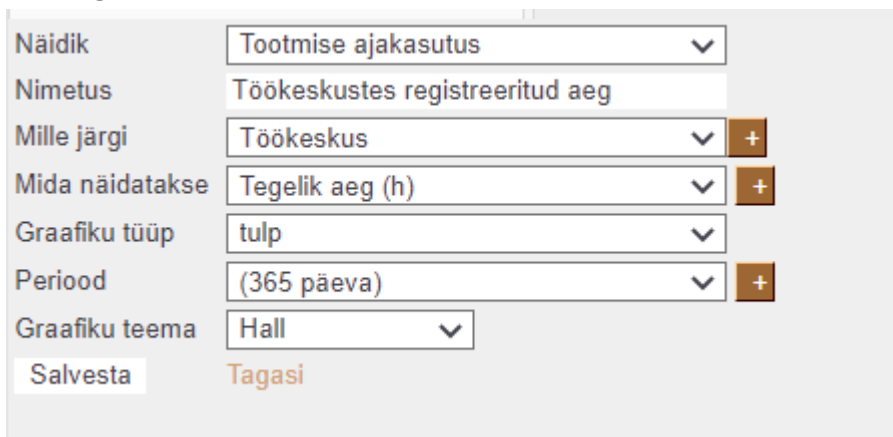 Näidik Tootmise ajakasutus
Nimetus Töökeskustes registreeritud aeg
Mille järgi Töökeskus +
Mida näidatakse Tegelik aeg (h) +
Graafiku tüüp tulp
Periood (365 päeva) +
Graafiku teema Hall
Salvesta Tagasi